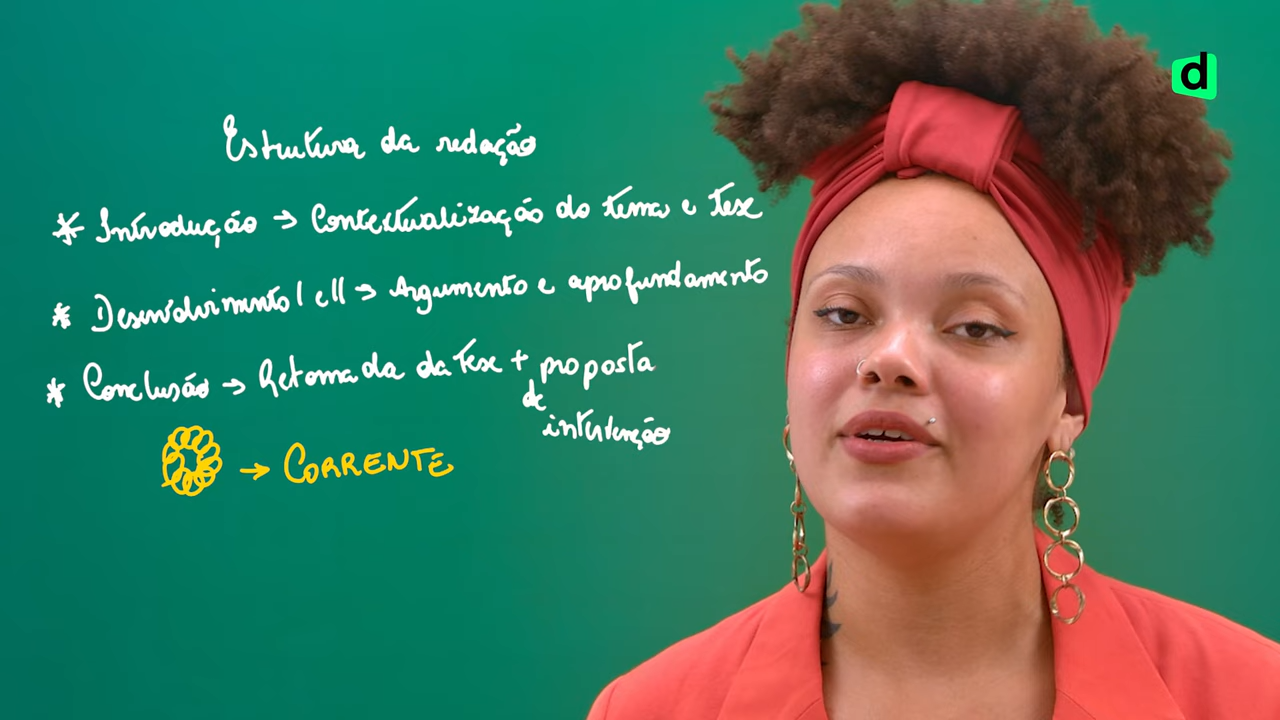 Estrutura da redação
* Introdução → Contextualização do tema e tese
* Desenvolvimento I e II → Argumento e aprofundamento
* Conclusão → Retomada da tese + proposta
de
intervenção
→ CORRENTE
d